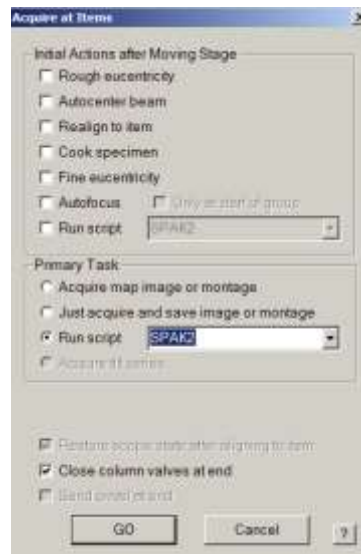 Acquire at Items
Initial Actions after Moving Stage
Rough eucentricity
Autocenter beam
Realign to item
Cook specimen
Fine eucentricity
Autofocus Only at start of group
Run script SPAK2
Primary Task
Acquire map image or montage
Just acquire and save image or montage
Run script SPAK2
Acquire tilt series
Restore scope state after aligning to item
Close column valves at end
Send email at end
GO Cancel ?